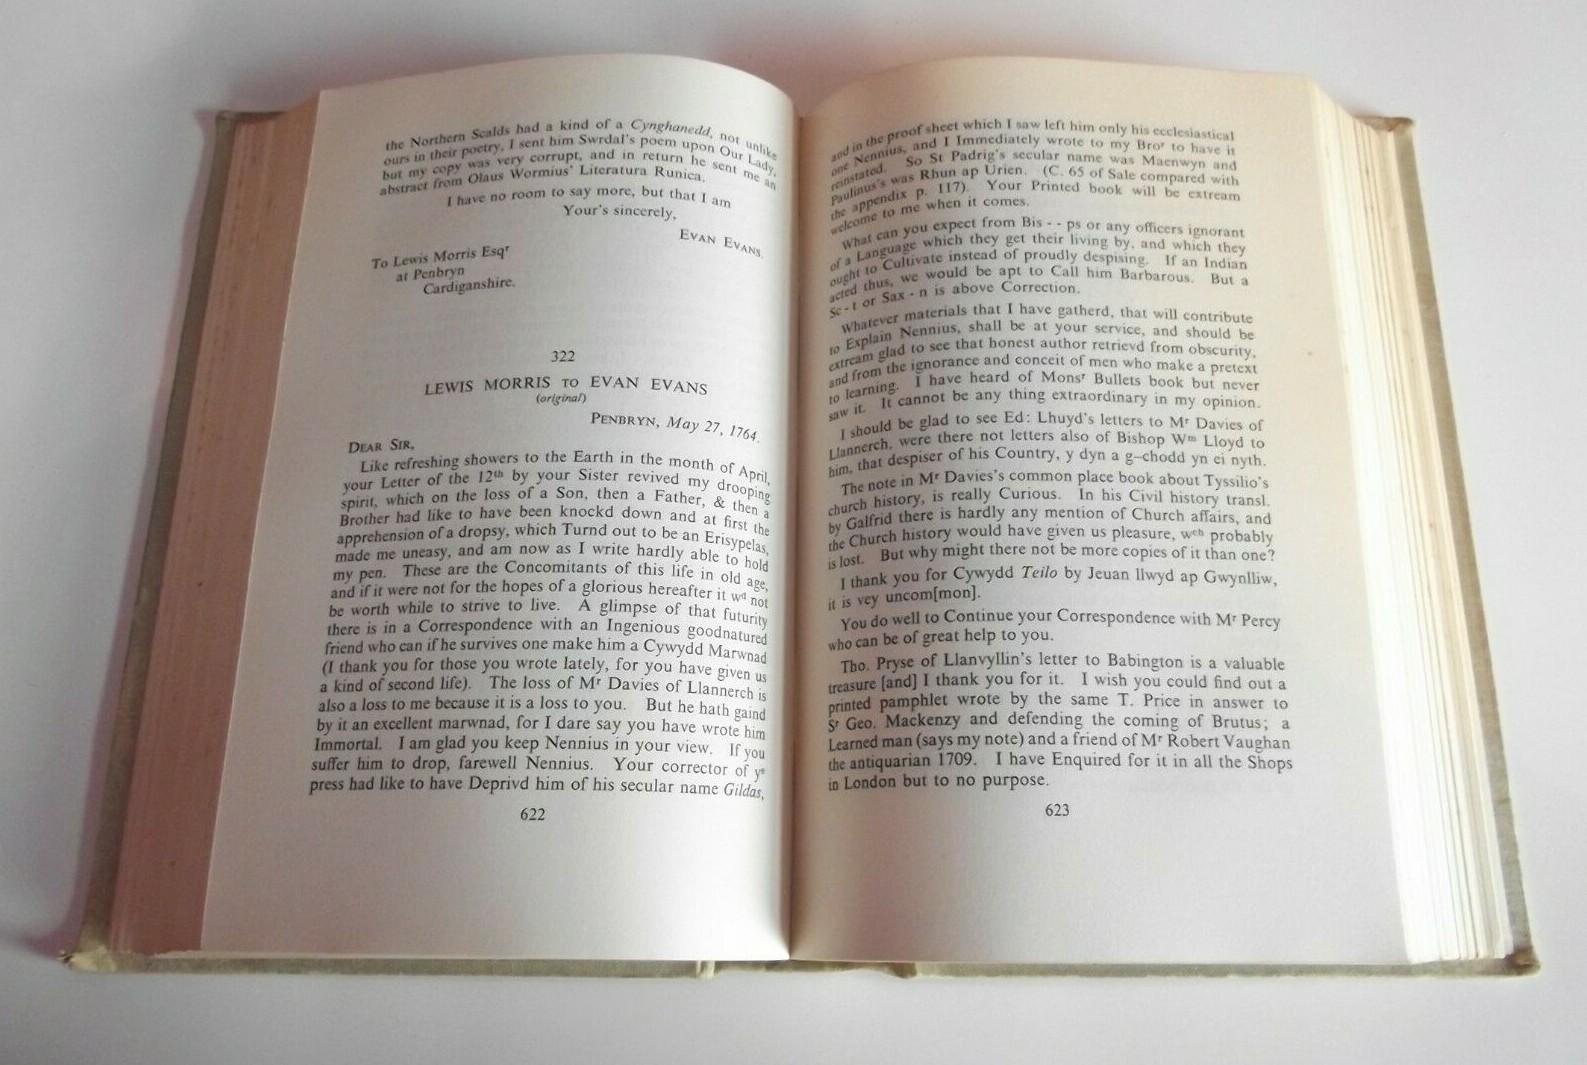 the Northern Scalds had a kind of a Cynghanedd, not unlike
ours in their poetry, I sent him Swrdal's poem upon Our Lady,
but my copy was very corrupt, and in return he sent me an
abstract from Olaus Wormius' Literatura Runica.
I have no room to say more, but that I am
Your's sincerely,
EVAN EVANS.
To Lewis Morris Esqr
at Penbryn
Cardiganshire.
322
LEWIS MORRIS TO EVAN EVANS
(original)
PENBRYN, May 27, 1764.
DEAR SIR,
Like refreshing showers to the Earth in the month of April,
your Letter of the 12th by your Sister revived my drooping
spirit, which on the loss of a Son, then a Father, & then a
Brother had like to have been knockd down and at first the
apprehension of a dropsy, which Turnd out to be an Erisypelas,
made me uneasy, and am now as I write hardly able to hold
my pen. These are the Concomitants of this life in old age,
and if it were not for the hopes of a glorious hereafter it wd not
be worth while to strive to live. A glimpse of that futurity
there is in a Correspondence with an Ingenious goodnatured
friend who can if he survives one make him a Cywydd Marwnad
(I thank you for those you wrote lately, for you have given us
a kind of second life). The loss of Mr Davies of Llannerch is
also a loss to me because it is a loss to you. But he hath gaind
by it an excellent marwnad, for I dare say you have wrote him
Immortal. I am glad you keep Nennius in your view. If you
suffer him to drop, farewell Nennius. Your corrector of ye
press had like to have Deprivd him of his secular name Gildas,
622
and in the proof sheet which I saw left him only his ecclesiastical
one Nennius, and I Immediately wrote to my Bror to have it
reinstated. So St Padrig's secular name was Maenwyn and
Paulinus's was Rhun ap Urien. (C. 65 of Sale compared with
the appendix p. 117). Your Printed book will be extream
welcome to me when it comes.
What can you expect from Bis - - ps or any officers ignorant
of a Language which they get their living by, and which they
ought to Cultivate instead of proudly despising. If an Indian
acted thus, we would be apt to Call him Barbarous. But a
Sc - t or Sax - n is above Correction.
Whatever materials that I have gatherd, that will contribute
to Explain Nennius, shall be at your service, and should be
extream glad to see that honest author retrievd from obscurity,
and from the ignorance and conceit of men who make a pretext
to learning. I have heard of Monsr Bullets book but never
saw it. It cannot be any thing extraordinary in my opinion.
I should be glad to see Ed: Lhuyd's letters to Mr Davies of
Llannerch, were there not letters also of Bishop Wm Lloyd to
him, that despiser of his Country, y dyn a g–chodd yn ei nyth.
The note in Mr Davies's common place book about Tyssilio's
church history, is really Curious. In his Civil history transl.
by Galfrid there is hardly any mention of Church affairs, and
the Church history would have given us pleasure, wch probably
is lost. But why might there not be more copies of it than one?
I thank you for Cywydd Teilo by Jeuan llwyd ap Gwynlliw,
it is vey uncom[mon].
You do well to Continue your Correspondence with Mr Percy
who can be of great help to you.
Tho. Pryse of Llanvyllin's letter to Babington is a valuable
treasure [and] I thank you for it. I wish you could find out a
printed pamphlet wrote by the same T. Price in answer to
Sr Geo. Mackenzy and defending the coming of Brutus; a
Learned man (says my note) and a friend of Mr Robert Vaughan
the antiquarian 1709. I have Enquired for it in all the Shops
in London but to no purpose.
623